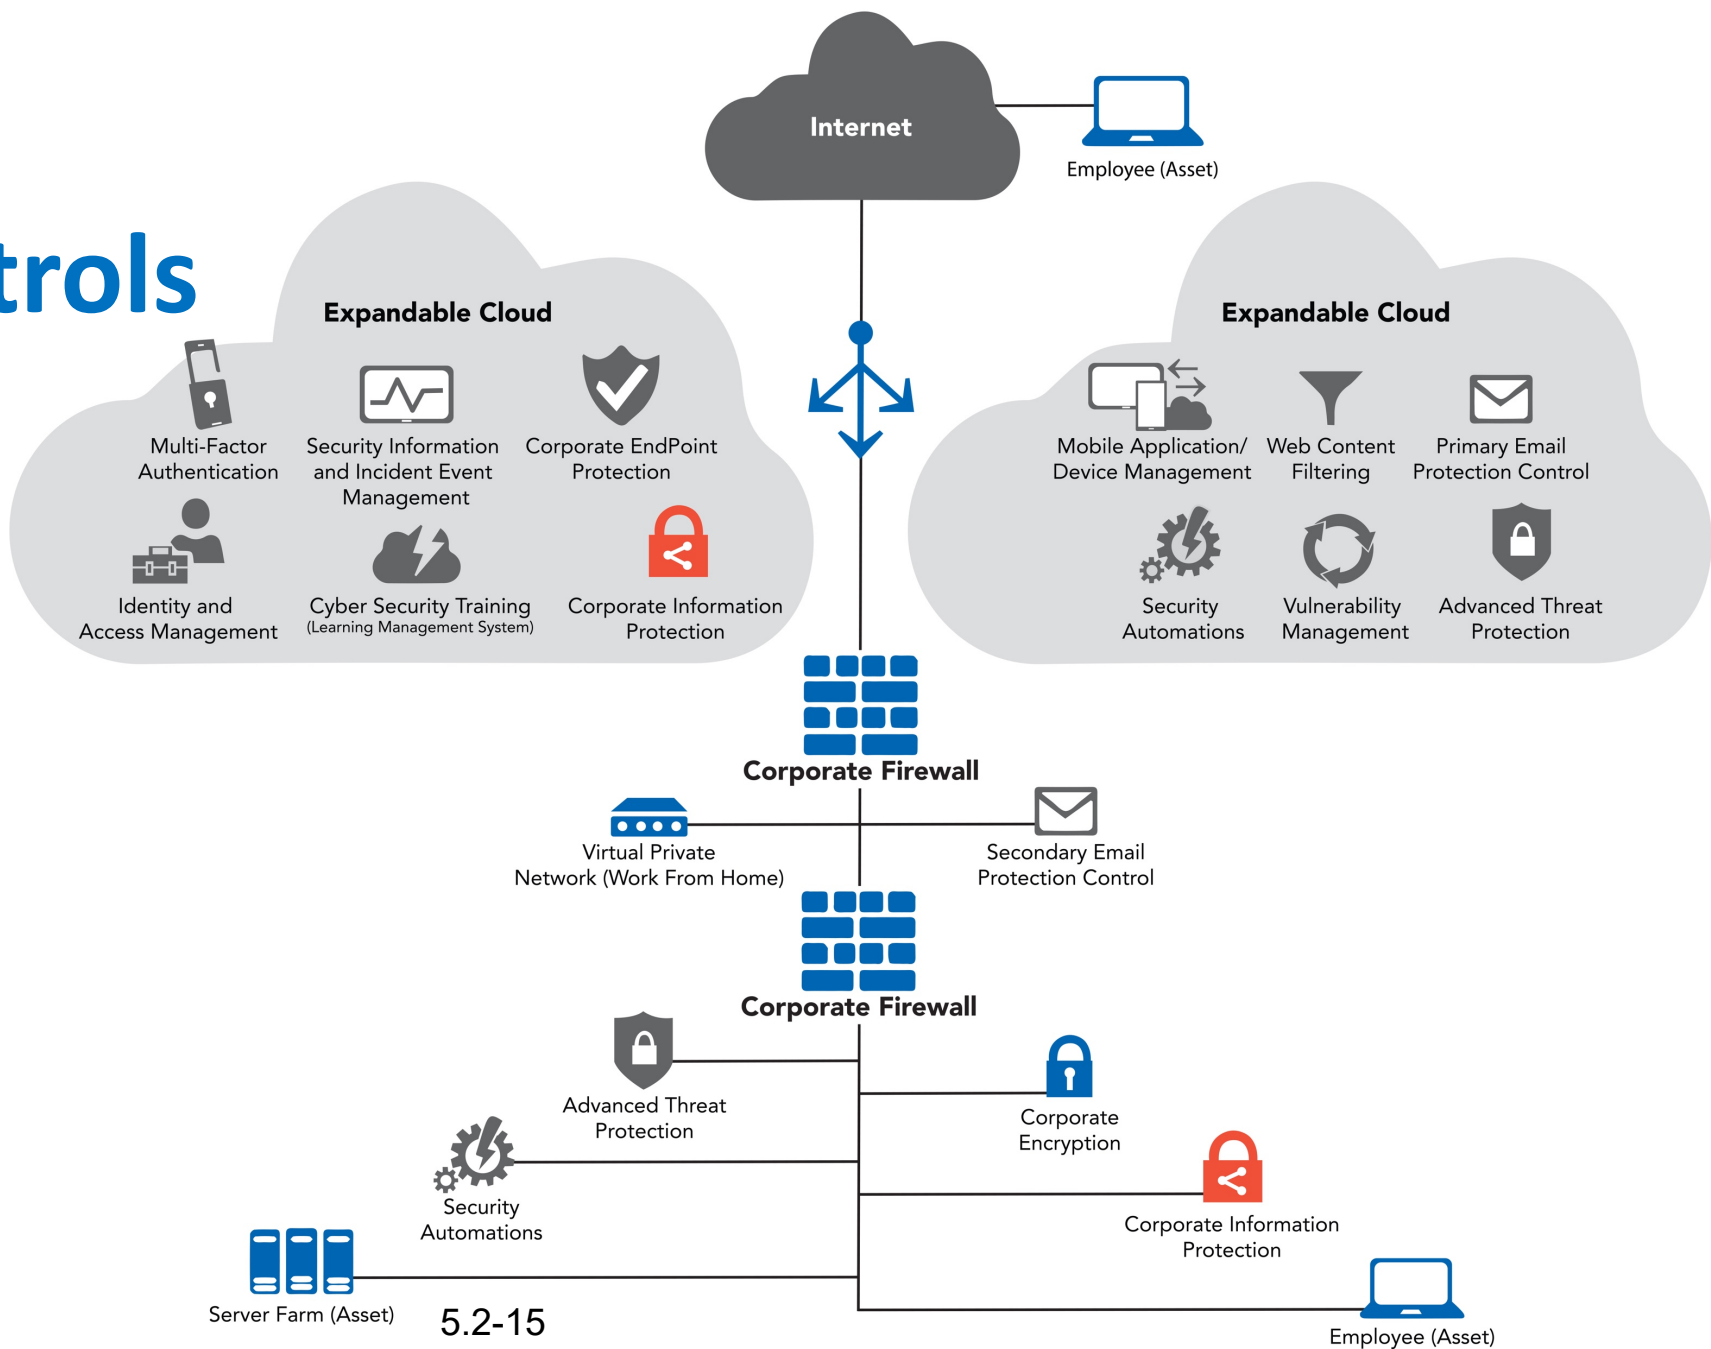 Internet
Employee (Asset)
trols
Expandable Cloud
Multi-Factor
Authentication
Security Information
and Incident Event
Management
Corporate EndPoint
Protection
Identity and
Access Management
Cyber Security Training
(Learning Management System)
Corporate Information
Protection
Expandable Cloud
Mobile Application/
Device Management
Web Content
Filtering
Primary Email
Protection Control
Security
Automations
Vulnerability
Management
Advanced Threat
Protection
Corporate Firewall
Virtual Private
Network (Work From Home)
Secondary Email
Protection Control
Corporate Firewall
Advanced Threat
Protection
Corporate
Encryption
Security
Automations
Corporate Information
Protection
Server Farm (Asset)
5.2-15
Employee (Asset)